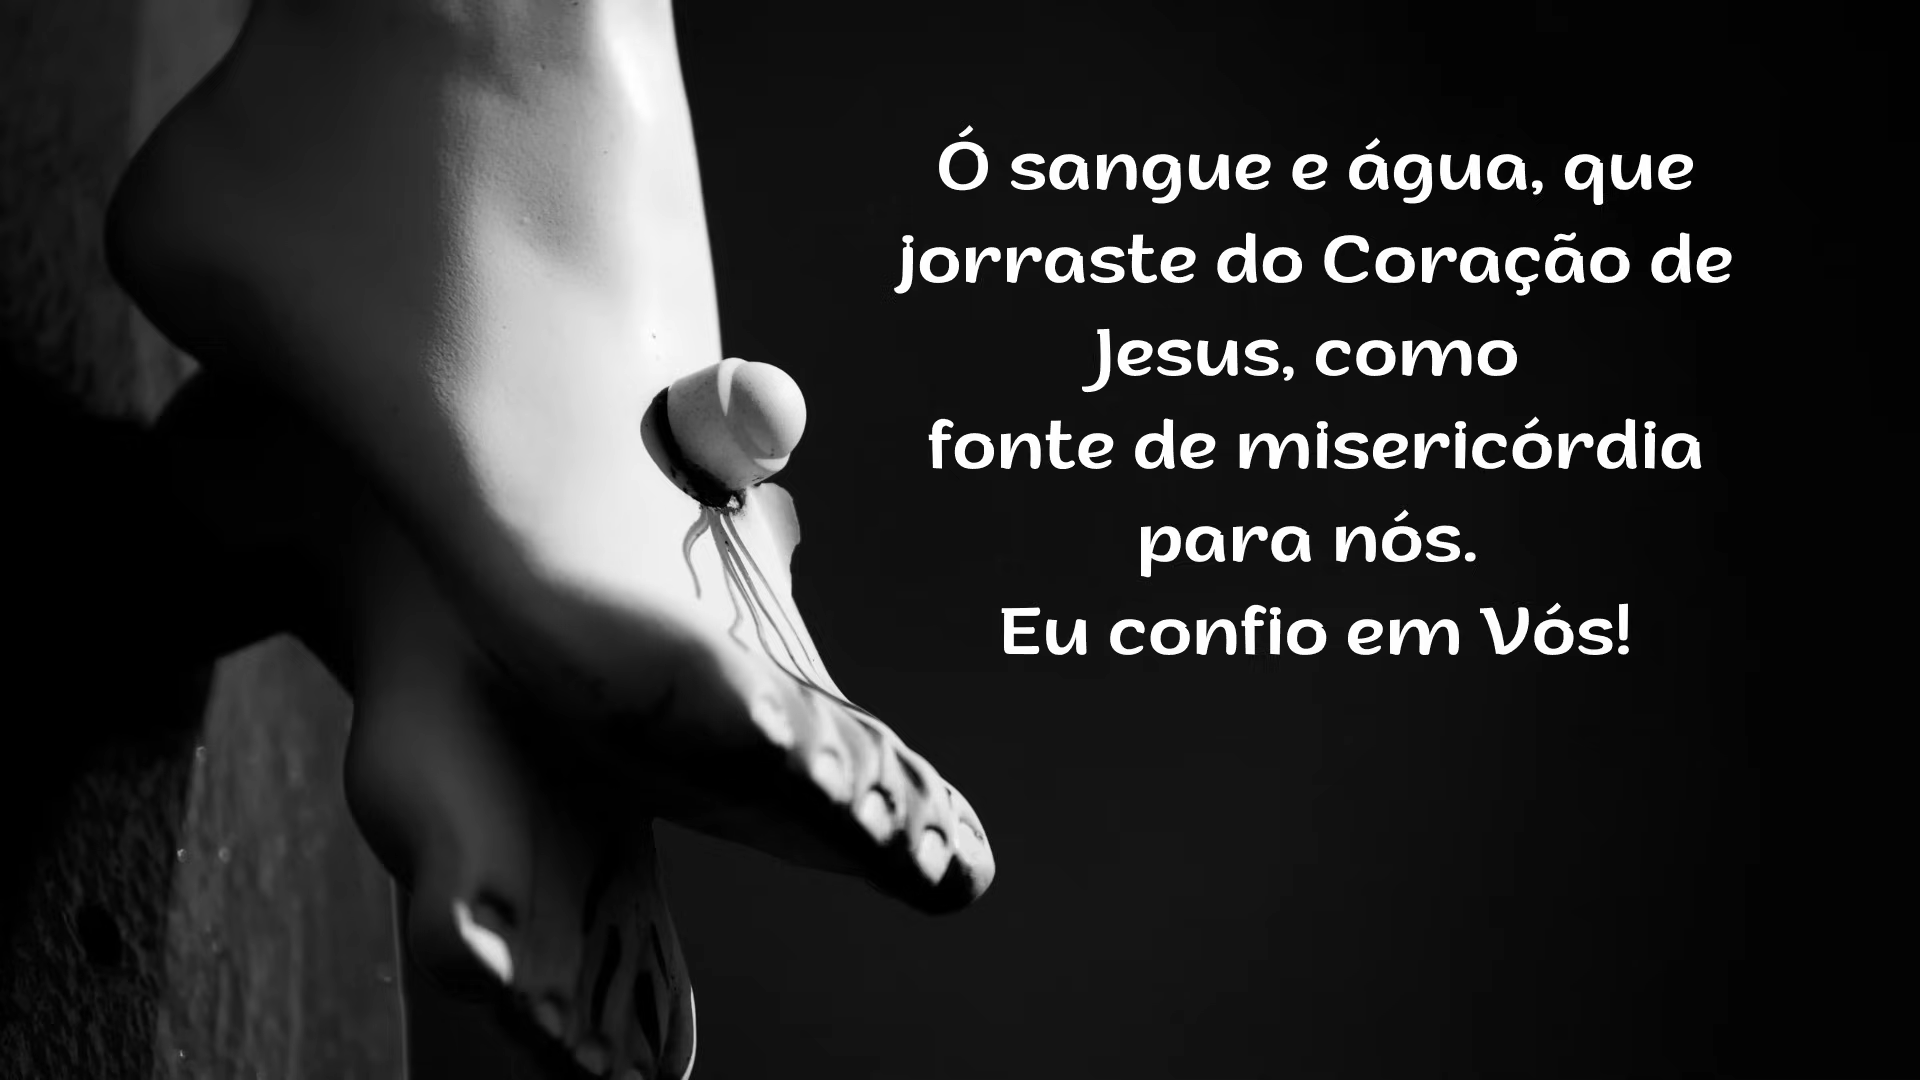 Ó sangue e água, que
jorraste do Coração de
Jesus, como
fonte de misericórdia
para nós.
Eu confio em Vós!